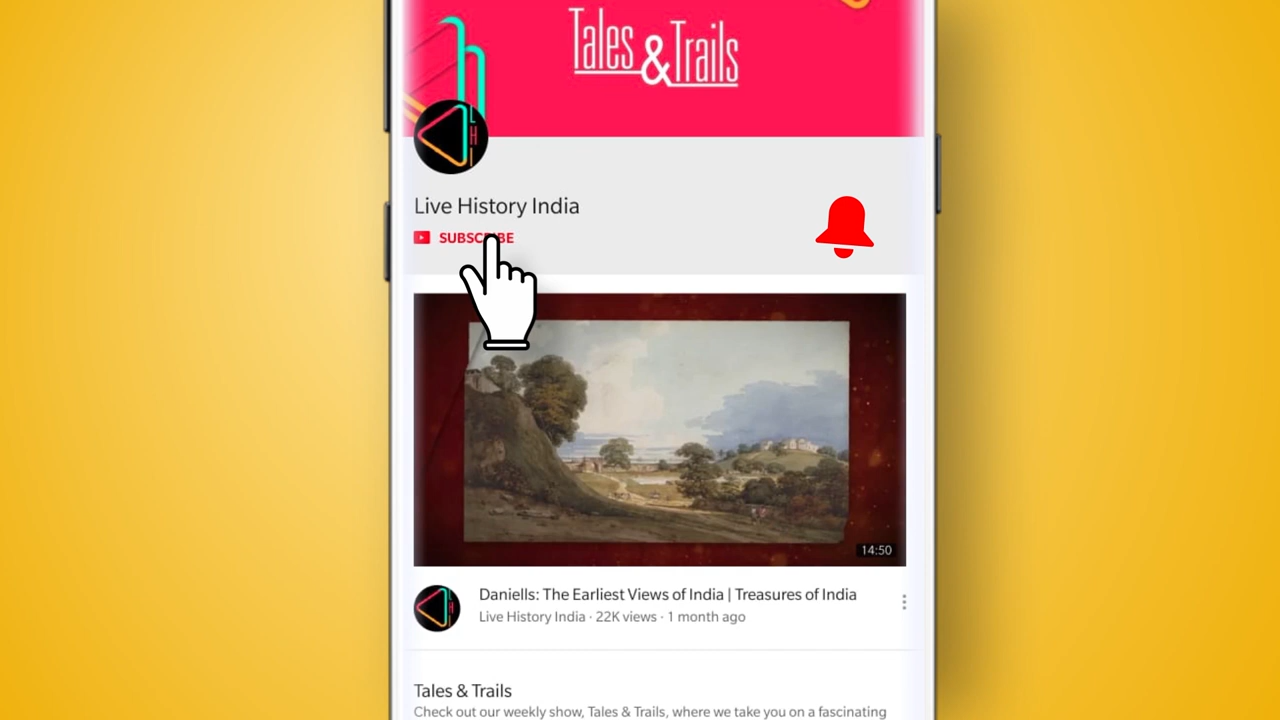 Tales & Trails
LHI
Live History India
SUBSCRIBE
14:50
Daniells: The Earliest Views of India | Treasures of India
LHI
Live History India · 22K views · 1 month ago
Tales & Trails
Check out our weekly show, Tales & Trails, where we take you on a fascinating